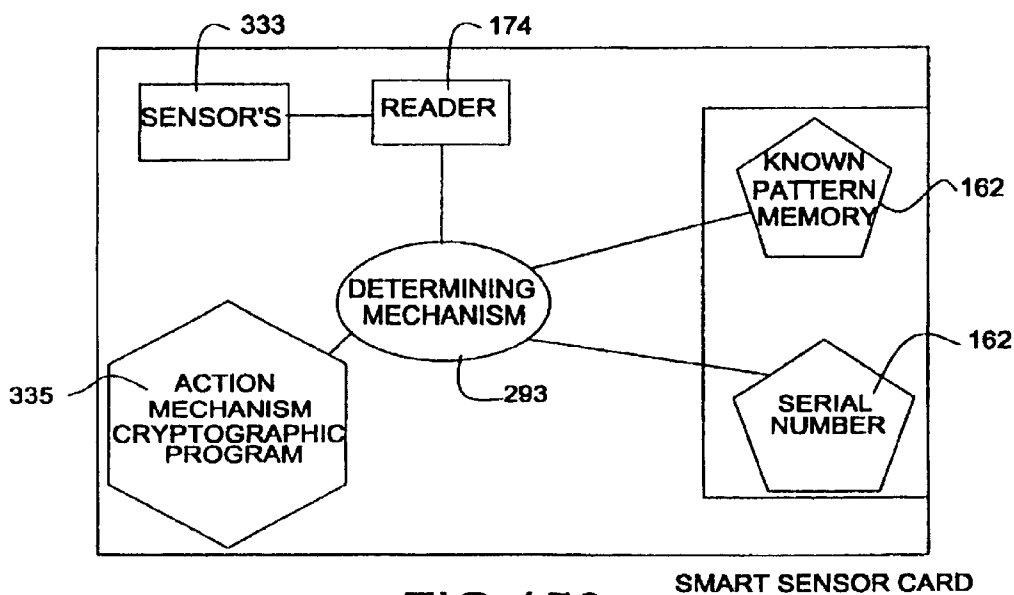 333
174
SENSOR'S
READER
KNOWN
PATTERN
MEMORY
162
DETERMINING
MECHANISM
293
162
SERIAL
NUMBER
335
ACTION
MECHANISM
CRYPTOGRAPHIC
PROGRAM
SMART SENSOR CARD